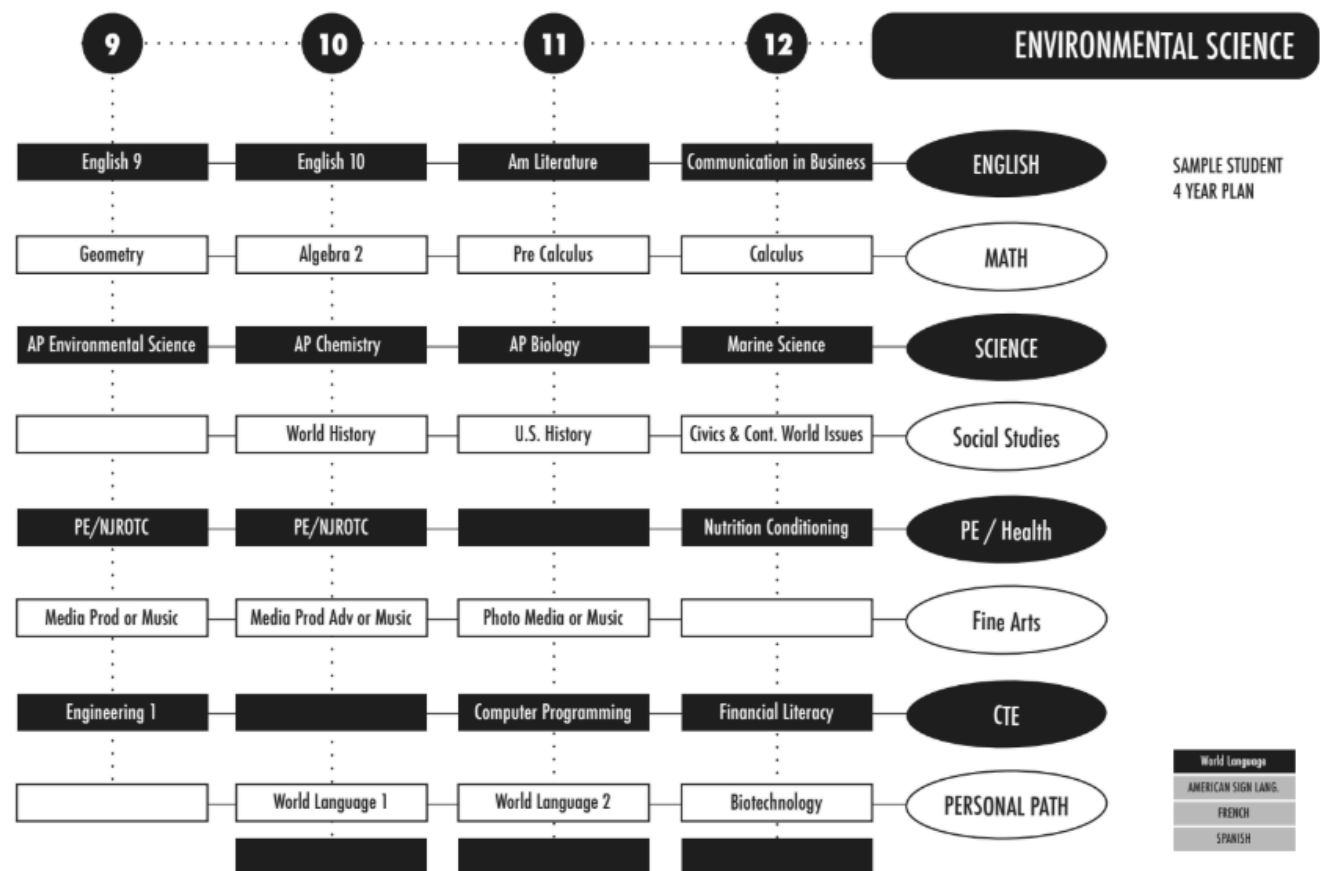 9
10
11
12
ENVIRONMENTAL SCIENCE
English 9
English 10
Am Literature
Communication in Business
ENGLISH
SAMPLE STUDENT
4 YEAR PLAN
Geometry
Algebra 2
Pre Calculus
Calculus
MATH
AP Environmental Science
AP Chemistry
AP Biology
Marine Science
SCIENCE
World History
U.S. History
Civics & Cont. World Issues
Social Studies
PE/NJROTC
PE/NJROTC
Nutrition Conditioning
PE / Health
Media Prod or Music
Media Prod Adv or Music
Photo Media or Music
Fine Arts
Engineering 1
Computer Programming
Financial Literacy
CTE
World Language 1
World Language 2
Biotechnology
PERSONAL PATH
World Language
AMERICAN SIGN LANG.
FRENCH
SPANISH